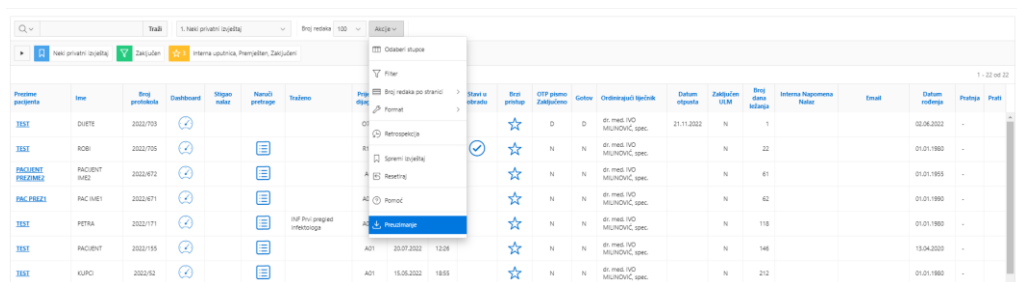 Traži
1. Neki privatni izvještaj
Broj redaka 100
Akcije
Neki privatni izvještaj
Zaključen
3
Interna uputnica, Premješten, Zaključeni
Odaberi stupce
Filter
Broj redaka po stranici
Format
Retrospekcija
Spremi izvještaj
Resetiraj
Pomoć
Preuzimanje
1 - 22 od 22
Prezime pacijenta Ime Broj protokola Dashboard Stigao nalaz Naruči pretrage Traženo Stavi u obradu Brzi pristup OTP pismo Zaključeno Gotov Ordinirajući liječnik Datum otpusta Zaključen ULM Broj dana ležanja Interna Napomena Nalaz Email Datum rođenja Pratnja Prati
TEST DIJETE 2022/703 D D dr. med. IVO MILINOVIĆ, spec. 21.11.2022 N 1 02.06.2022 -
TEST ROBI 2022/705 N N dr. med. IVO MILINOVIĆ, spec. N 22 01.01.1980 -
PACIJENT PREZIME2 PACIJENT IME2 2022/672 N N dr. med. IVO MILINOVIĆ, spec. N 61 01.01.1955 -
PAC PREZ1 PAC IME1 2022/671 N N dr. med. IVO MILINOVIĆ, spec. N 62 01.01.1990 -
TEST PETRA 2022/171 INF Prvi pregled Infektologa N N dr. med. IVO MILINOVIĆ, spec. N 118 01.01.1980 -
TEST PACIJENT 2022/155 A01 20.07.2022 12:26 N N dr. med. IVO MILINOVIĆ, spec. N 146 13.04.2020 -
TEST KUPCI 2022/52 A01 15.05.2022 18:55 N N dr. med. IVO MILINOVIĆ, spec. N 212 01.01.1980 -